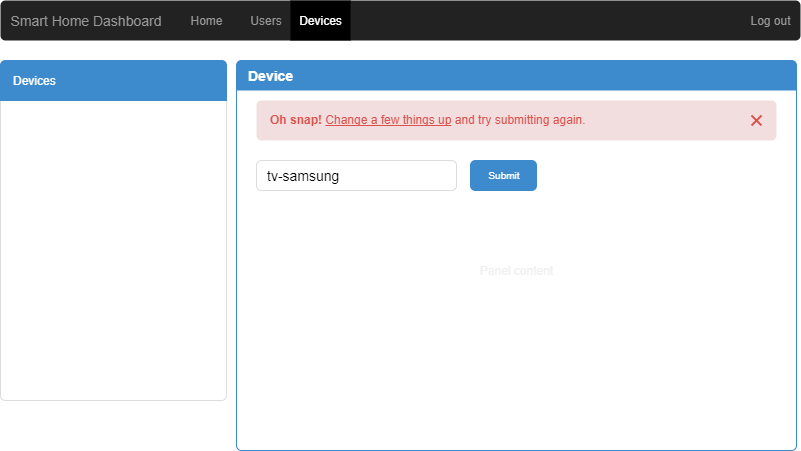 Smart Home Dashboard Home Users Devices Log out
Devices
Device
Oh snap! Change a few things up and try submitting again.
tv-samsung Submit
Panel content